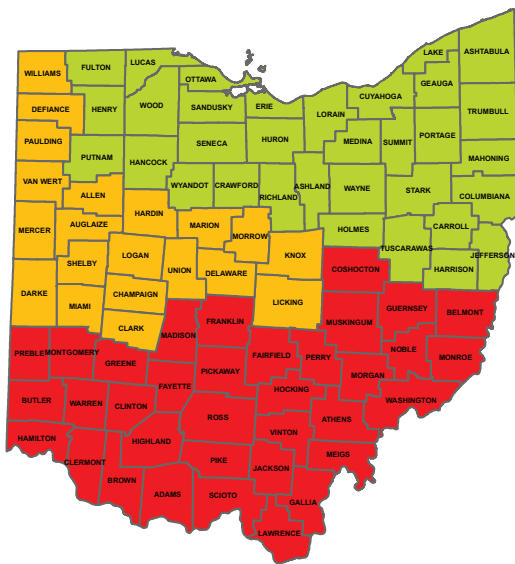 ASHTABULA
LAKE
LUCAS
FULTON
WILLIAMS
OTTAWA
GEAUGA
CUYAHOGA
DEFIANCE
HENRY
WOOD
SANDUSKY
ERIE
LORAIN
TRUMBULL
PORTAGE
PAULDING
SENECA
HURON
MEDINA
SUMMIT
PUTNAM
HANCOCK
MAHONING
VAN WERT
ALLEN
WYANDOT
CRAWFORD
RICHLAND
ASHLAND
WAYNE
STARK
COLUMBIANA
HARDIN
MERCER
AUGLAIZE
MARION
MORROW
HOLMES
CARROLL
TUSCARAWAS
JEFFERSON
LOGAN
KNOX
SHELBY
UNION
DELAWARE
COSHOCTON
HARRISON
DARKE
MIAMI
CHAMPAIGN
LICKING
GUERNSEY
BELMONT
CLARK
MADISON
FRANKLIN
MUSKINGUM
PREBLE
MONTGOMERY
GREENE
FAIRFIELD
PERRY
NOBLE
MONROE
PICKAWAY
MORGAN
FAYETTE
HOCKING
BUTLER
WARREN
CLINTON
WASHINGTON
ROSS
ATHENS
HAMILTON
HIGHLAND
VINTON
CLERMONT
PIKE
JACKSON
MEIGS
BROWN
ADAMS
SCIOTO
GALLIA
LAWRENCE